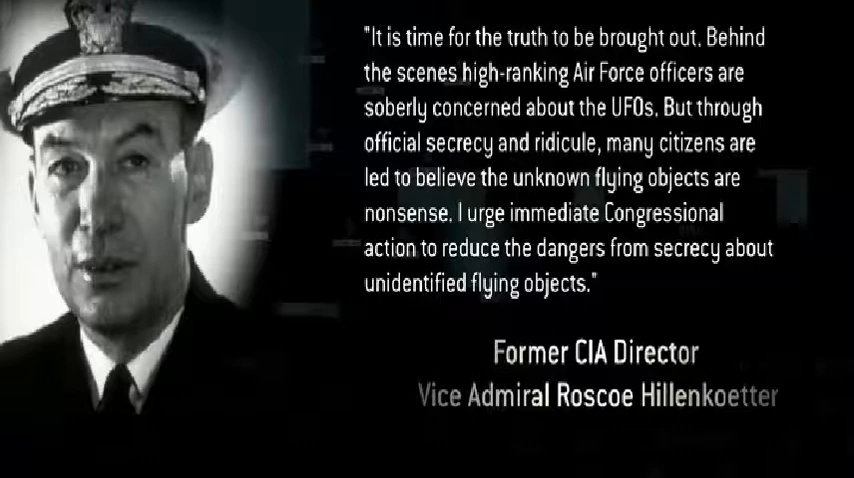 "It is time for the truth to be brought out. Behind
the scenes high-ranking Air Force officers are
soberly concerned about the UFOs. But through
official secrecy and ridicule, many citizens are
led to believe the unknown flying objects are
nonsense. I urge immediate Congressional
action to reduce the dangers from secrecy about
unidentified flying objects."
Former CIA Director
Vice Admiral Roscoe Hillenkoetter